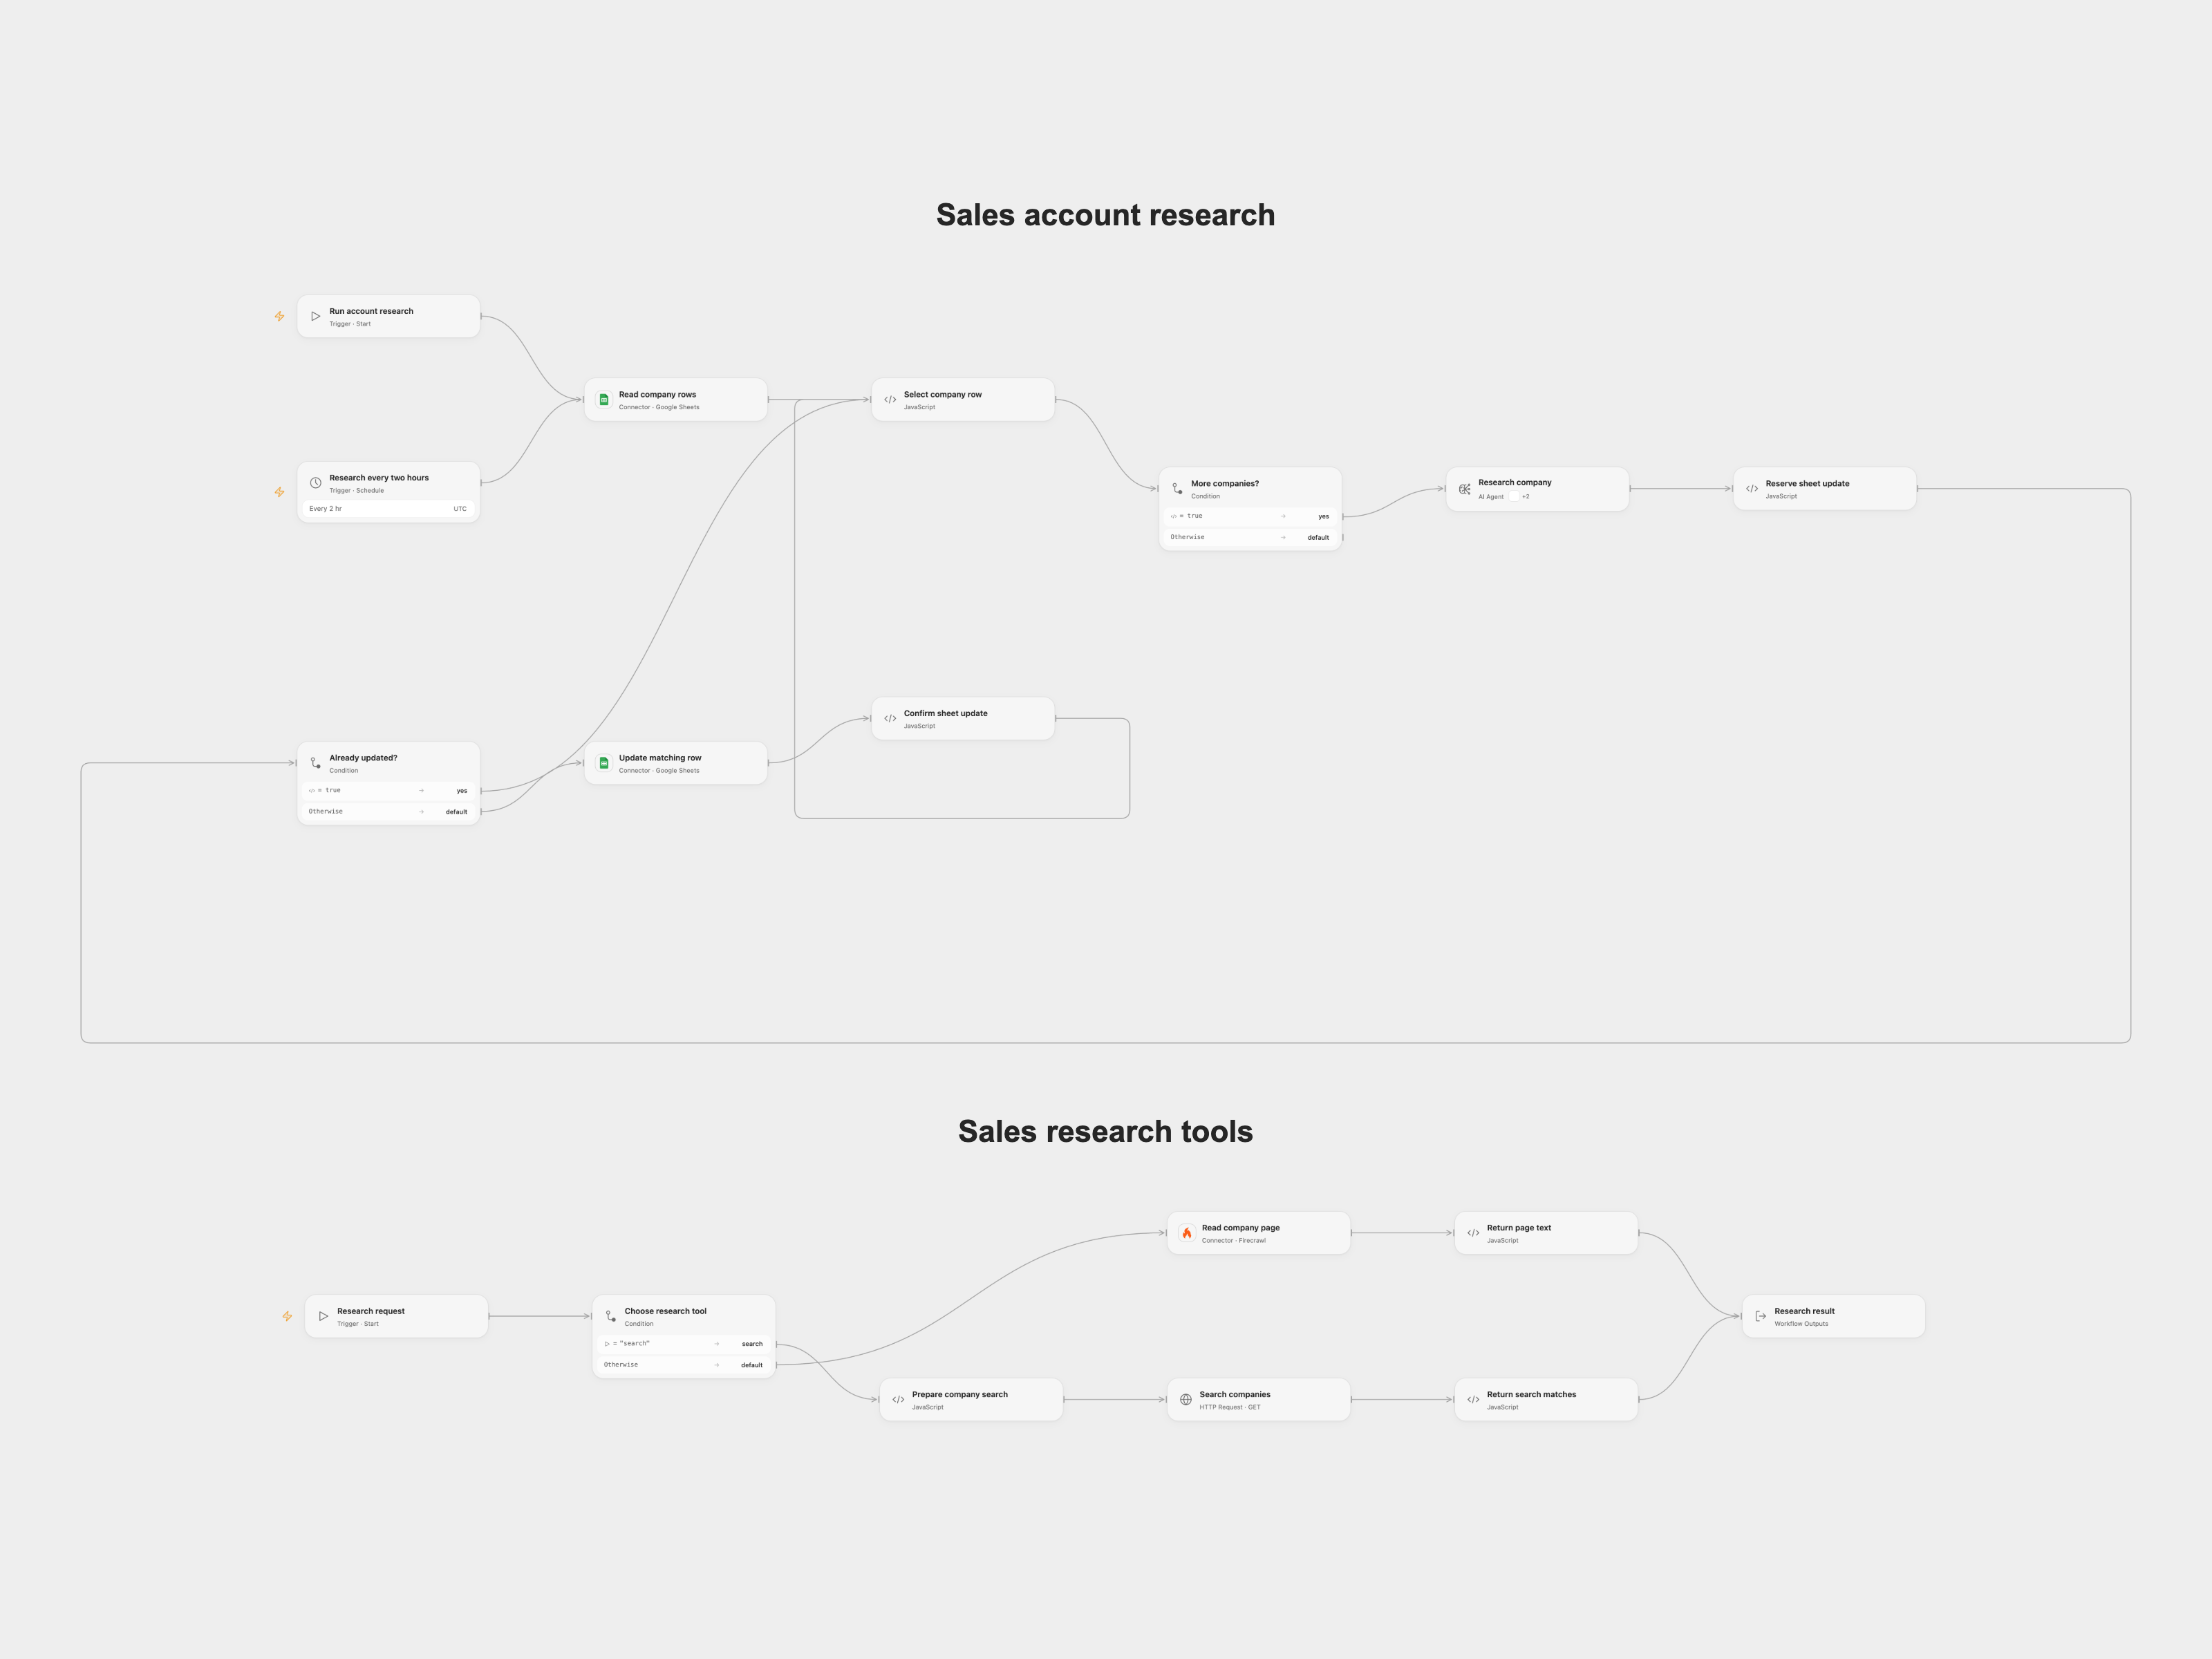 Sales account research
Run account research
Trigger · Start
Read company rows
Connector · Google Sheets
Select company row
JavaScript
Research every two hours
Trigger · Schedule
Every 2 hr UTC
More companies?
Condition
</> = true → yes
Otherwise → default
Research company
AI Agent +2
Reserve sheet update
JavaScript
Confirm sheet update
JavaScript
Already updated?
Condition
</> = true → yes
Otherwise → default
Update matching row
Connector · Google Sheets
Sales research tools
Read company page
Connector · Firecrawl
Return page text
JavaScript
Research request
Trigger · Start
Choose research tool
Condition
= "search" → search
Otherwise → default
Research result
Workflow Outputs
Prepare company search
JavaScript
Search companies
HTTP Request · GET
Return search matches
JavaScript